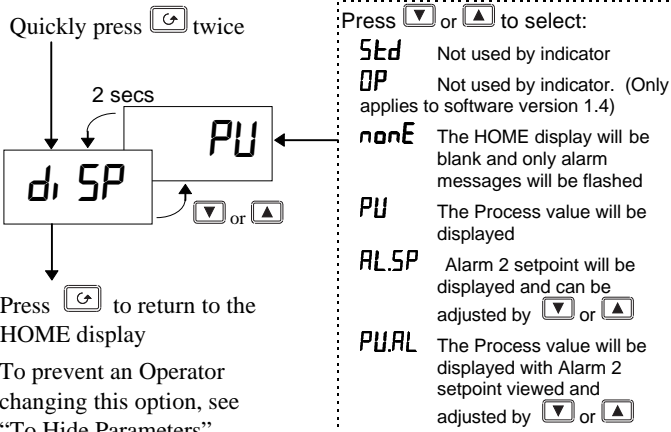 Quickly press twice
2 secs
PV
di SP
or
Press to return to the
HOME display
To prevent an Operator
changing this option, see
“To Hide Parameters”
Press or to select:
Std Not used by indicator
OP Not used by indicator. (Only
applies to software version 1.4)
nonE The HOME display will be
blank and only alarm
messages will be flashed
PV The Process value will be
displayed
AL.SP Alarm 2 setpoint will be
displayed and can be
adjusted by or
PV.AL The Process value will be
displayed with Alarm 2
setpoint viewed and
adjusted by or